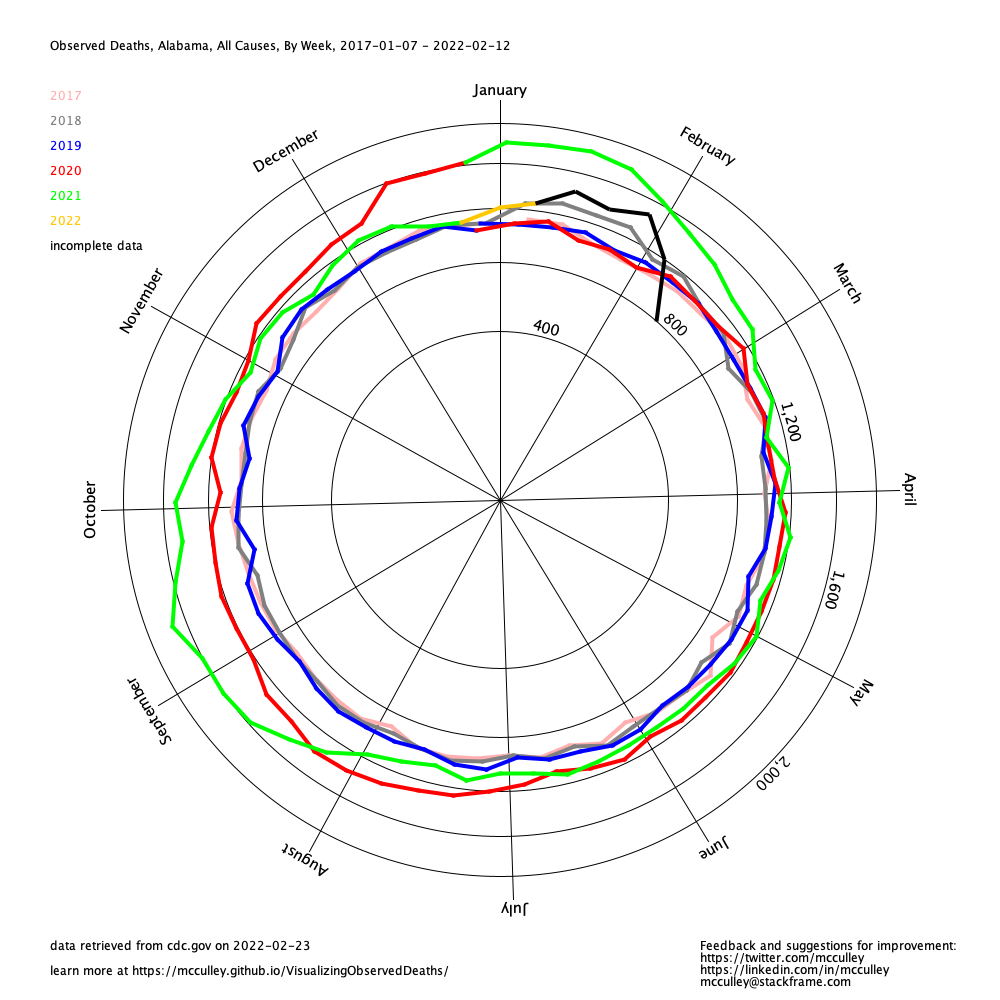 Observed Deaths, Alabama, All Causes, By Week, 2017-01-07 - 2022-02-12
2017
2018
2019
2020
2021
2022
incomplete data
January
February
March
April
May
June
July
August
September
October
November
December
400
800
1,200
1,600
2,000
data retrieved from cdc.gov on 2022-02-23
learn more at https://mcculley.github.io/VisualizingObservedDeaths/
Feedback and suggestions for improvement:
https://twitter.com/mcculley
https://linkedin.com/in/mcculley
mcculley@stackframe.com